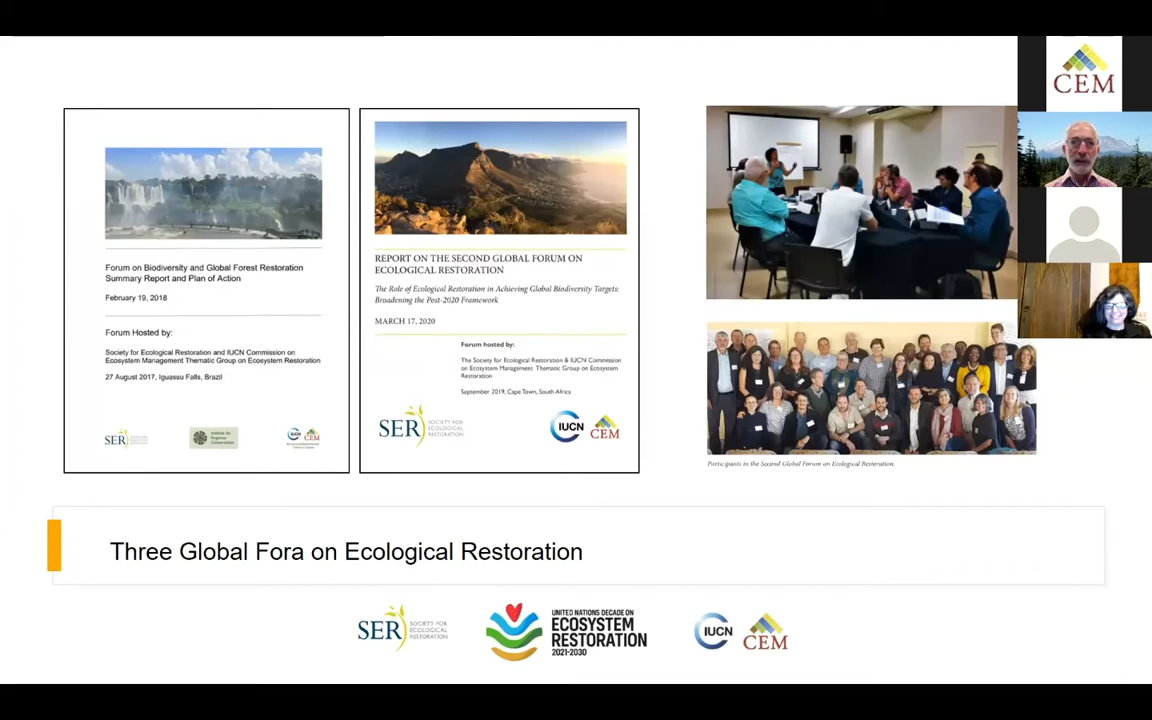 Forum on Biodiversity and Global Forest Restoration
Summary Report and Plan of Action
February 19, 2018
Forum Hosted by:
Society for Ecological Restoration and IUCN Commission on
Ecosystem Management Thematic Group on Ecosystem Restoration
27 August 2017, Iguassu Falls, Brazil
SER
Institute for
Regional
Conservation
IUCN
CEM
REPORT ON THE SECOND GLOBAL FORUM ON
ECOLOGICAL RESTORATION
The Role of Ecological Restoration in Achieving Global Biodiversity Targets:
Broadening the Post-2020 Framework
MARCH 17, 2020
Forum hosted by:
The Society for Ecological Restoration & IUCN Commission
on Ecosystem Management Thematic Group on Ecosystem
Restoration
September 2019, Cape Town, South Africa
SER
SOCIETY FOR
ECOLOGICAL
RESTORATION
IUCN
CEM
Participants in the Second Global Forum on Ecological Restoration.
CEM
Three Global Fora on Ecological Restoration
SER
SOCIETY FOR
ECOLOGICAL
RESTORATION
UNITED NATIONS DECADE ON
ECOSYSTEM
RESTORATION
2021-2030
IUCN
CEM